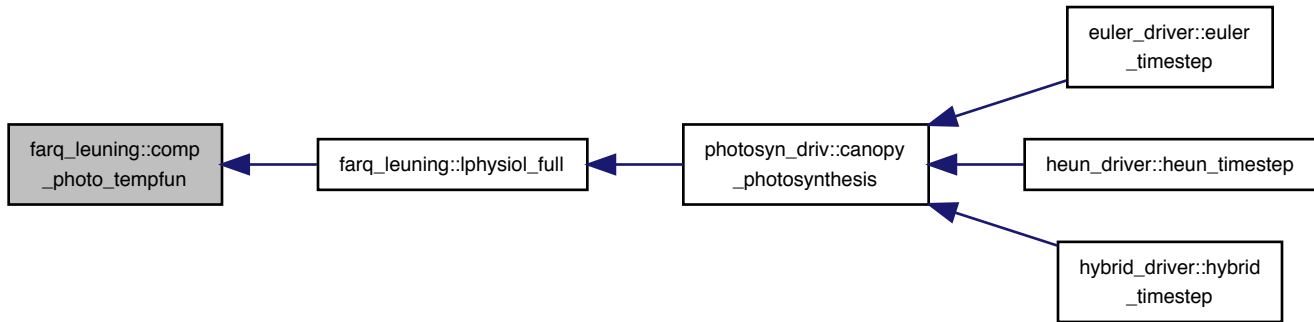 farq_leuning::comp
_photo_tempfun
farq_leuning::lphysiol_full
photosyn_driv::canopy
_photosynthesis
euler_driver::euler
_timestep
heun_driver::heun_timestep
hybrid_driver::hybrid
_timestep